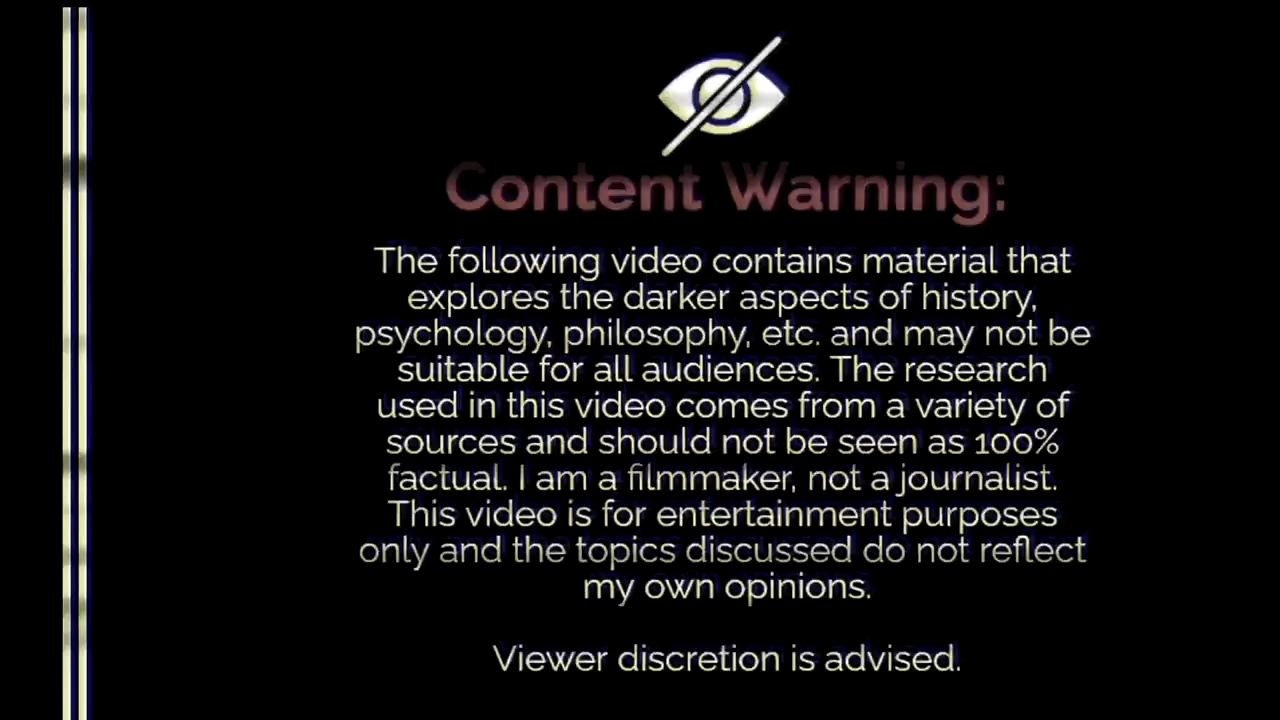 Content Warning:
The following video contains material that
explores the darker aspects of history,
psychology, philosophy, etc. and may not be
suitable for all audiences. The research
used in this video comes from a variety of
sources and should not be seen as 100%
factual. I am a filmmaker, not a journalist.
This video is for entertainment purposes
only and the topics discussed do not reflect
my own opinions.
Viewer discretion is advised.